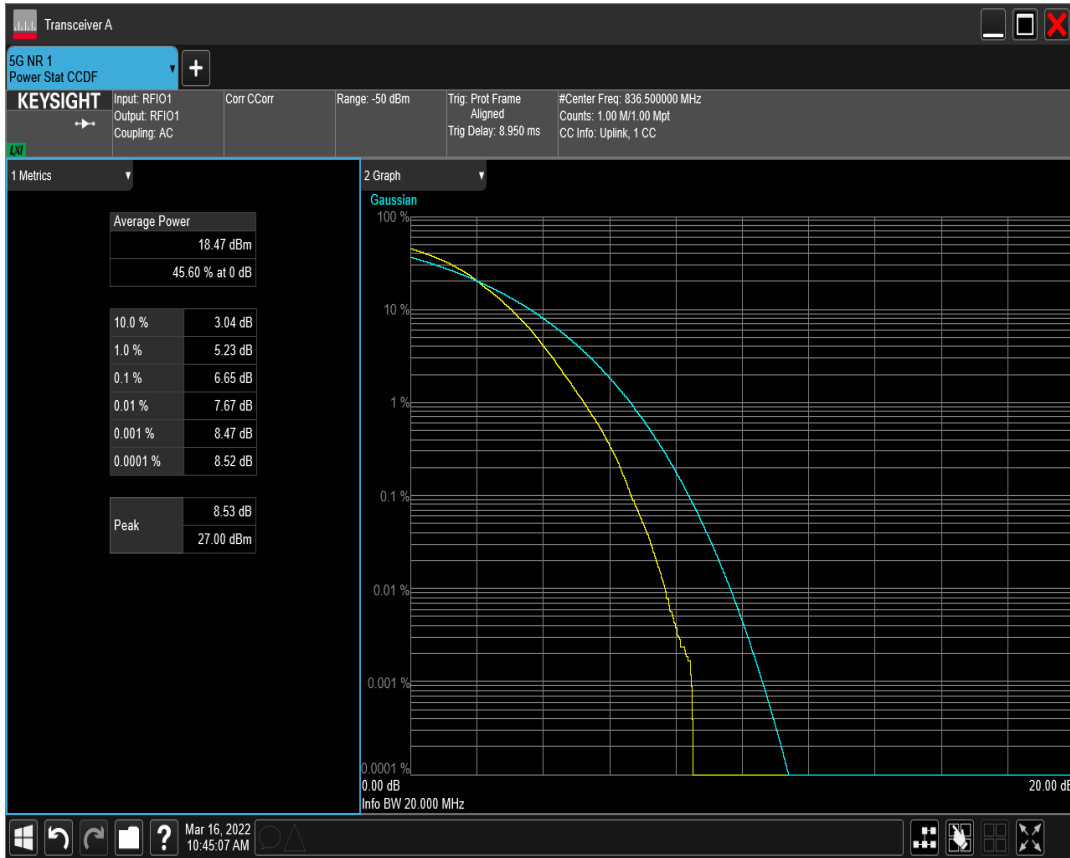 Transceiver A
5G NR 1
Power Stat CCDF
KEYSIGHT
LXI
Input: RFIO1
Output: RFIO1
Coupling: AC
Corr CCorr
Range: -50 dBm
Trig: Prot Frame
Aligned
Trig Delay: 8.950 ms
#Center Freq: 836.500000 MHz
Counts: 1.00 M/1.00 Mpt
CC Info: Uplink, 1 CC
1 Metrics
Average Power
18.47 dBm
45.60 % at 0 dB
10.0 % 3.04 dB
1.0 % 5.23 dB
0.1 % 6.65 dB
0.01 % 7.67 dB
0.001 % 8.47 dB
0.0001 % 8.52 dB
Peak 8.53 dB
27.00 dBm
2 Graph
Gaussian
100 %
10 %
1 %
0.1 %
0.01 %
0.001 %
0.0001 %
0.00 dB 20.00 dB
Info BW 20.000 MHz
Mar 16, 2022
10:45:07 AM